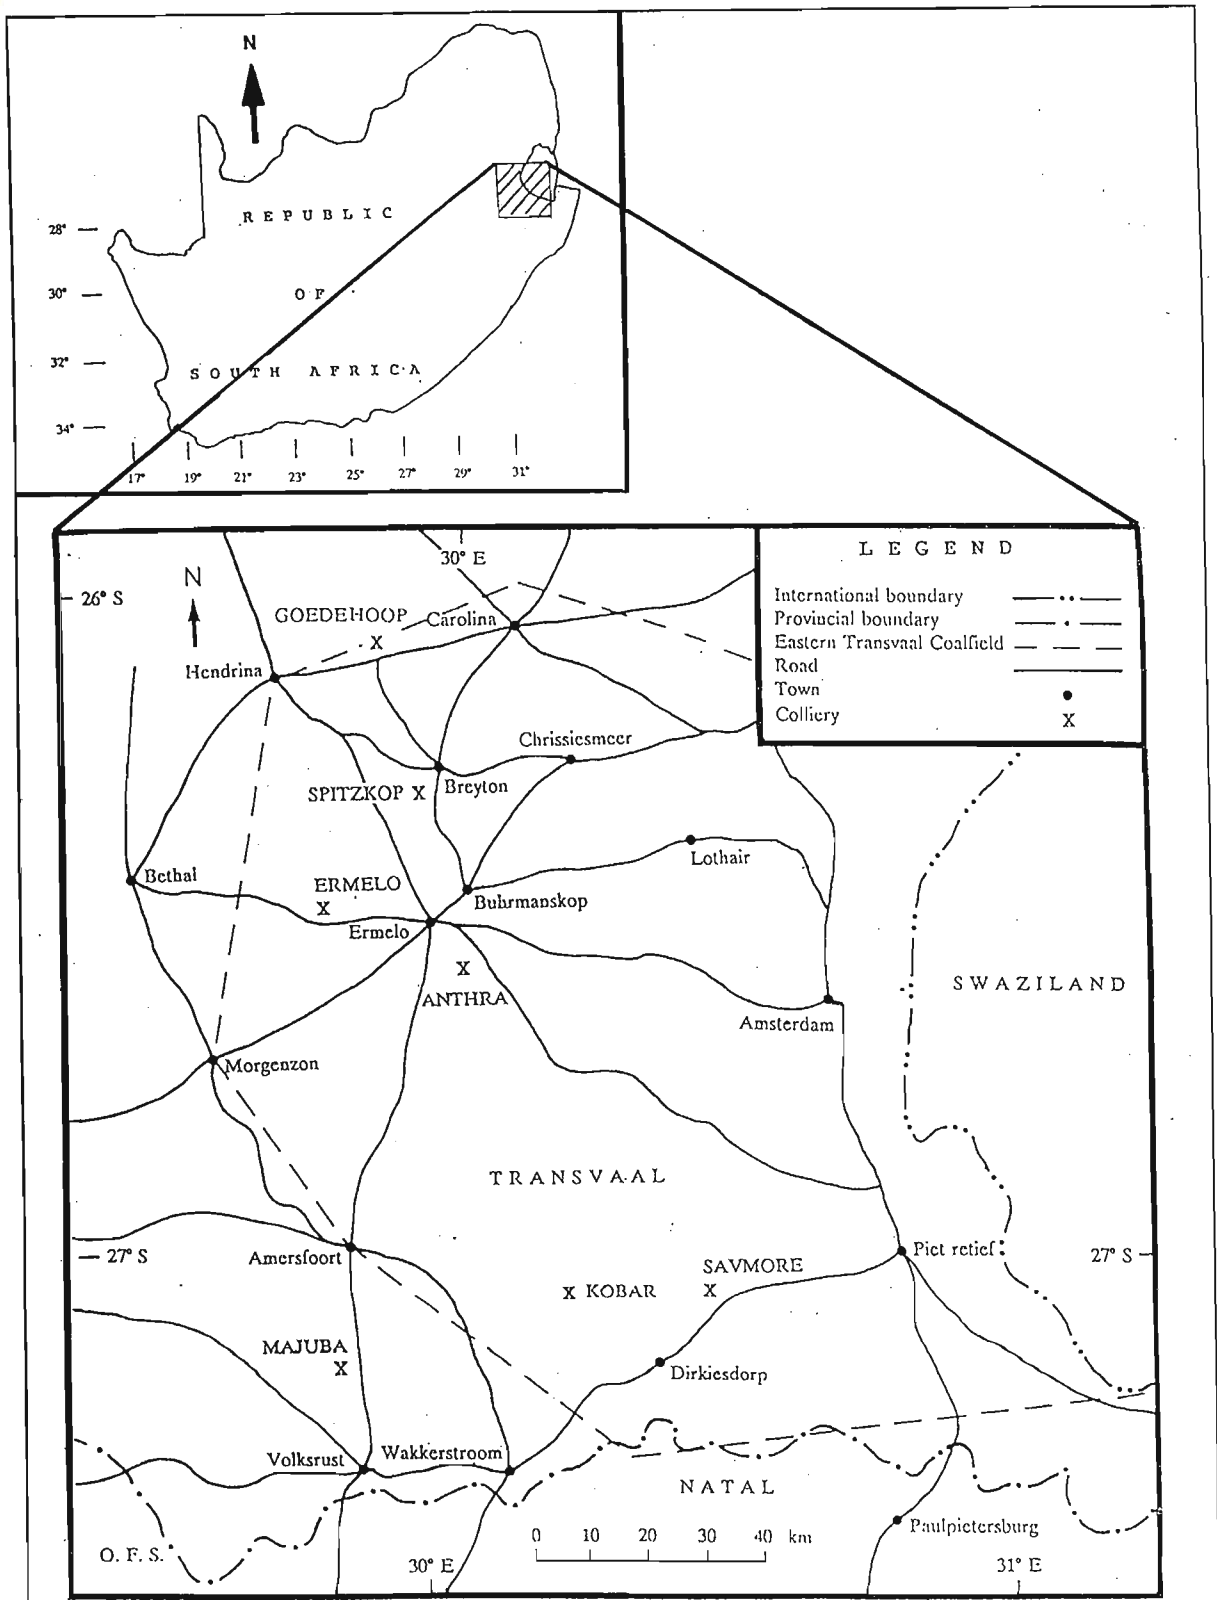 N
REPUBLIC
OF
SOUTH AFRICA
28°
30°
32°
34°
17° 19° 21° 23° 25° 27° 29° 31°
LEGEND
International boundary
Provincial boundary
Eastern Transvaal Coalfield
Road
Town
Colliery X
30° E
26° S
N
GOEDEHOOP
X
Carolina
Hendrina
Chrissiesmeer
SPITZKOP X
Breyton
Lothair
Bethal
ERMELO
X
Buhrmanskop
Ermelo
X
ANTHRA
SWAZILAND
Amsterdam
Morgenzon
TRANSVAAL
27° S
Amersfoort
Piet retief
27° S
SAVMORE
X KOBAR
X
MAJUBA
X
Dirkiesdorp
Volksrust
Wakkerstroom
NATAL
Paulpietersburg
O. F. S.
0 10 20 30 40 km
30° E
31° E